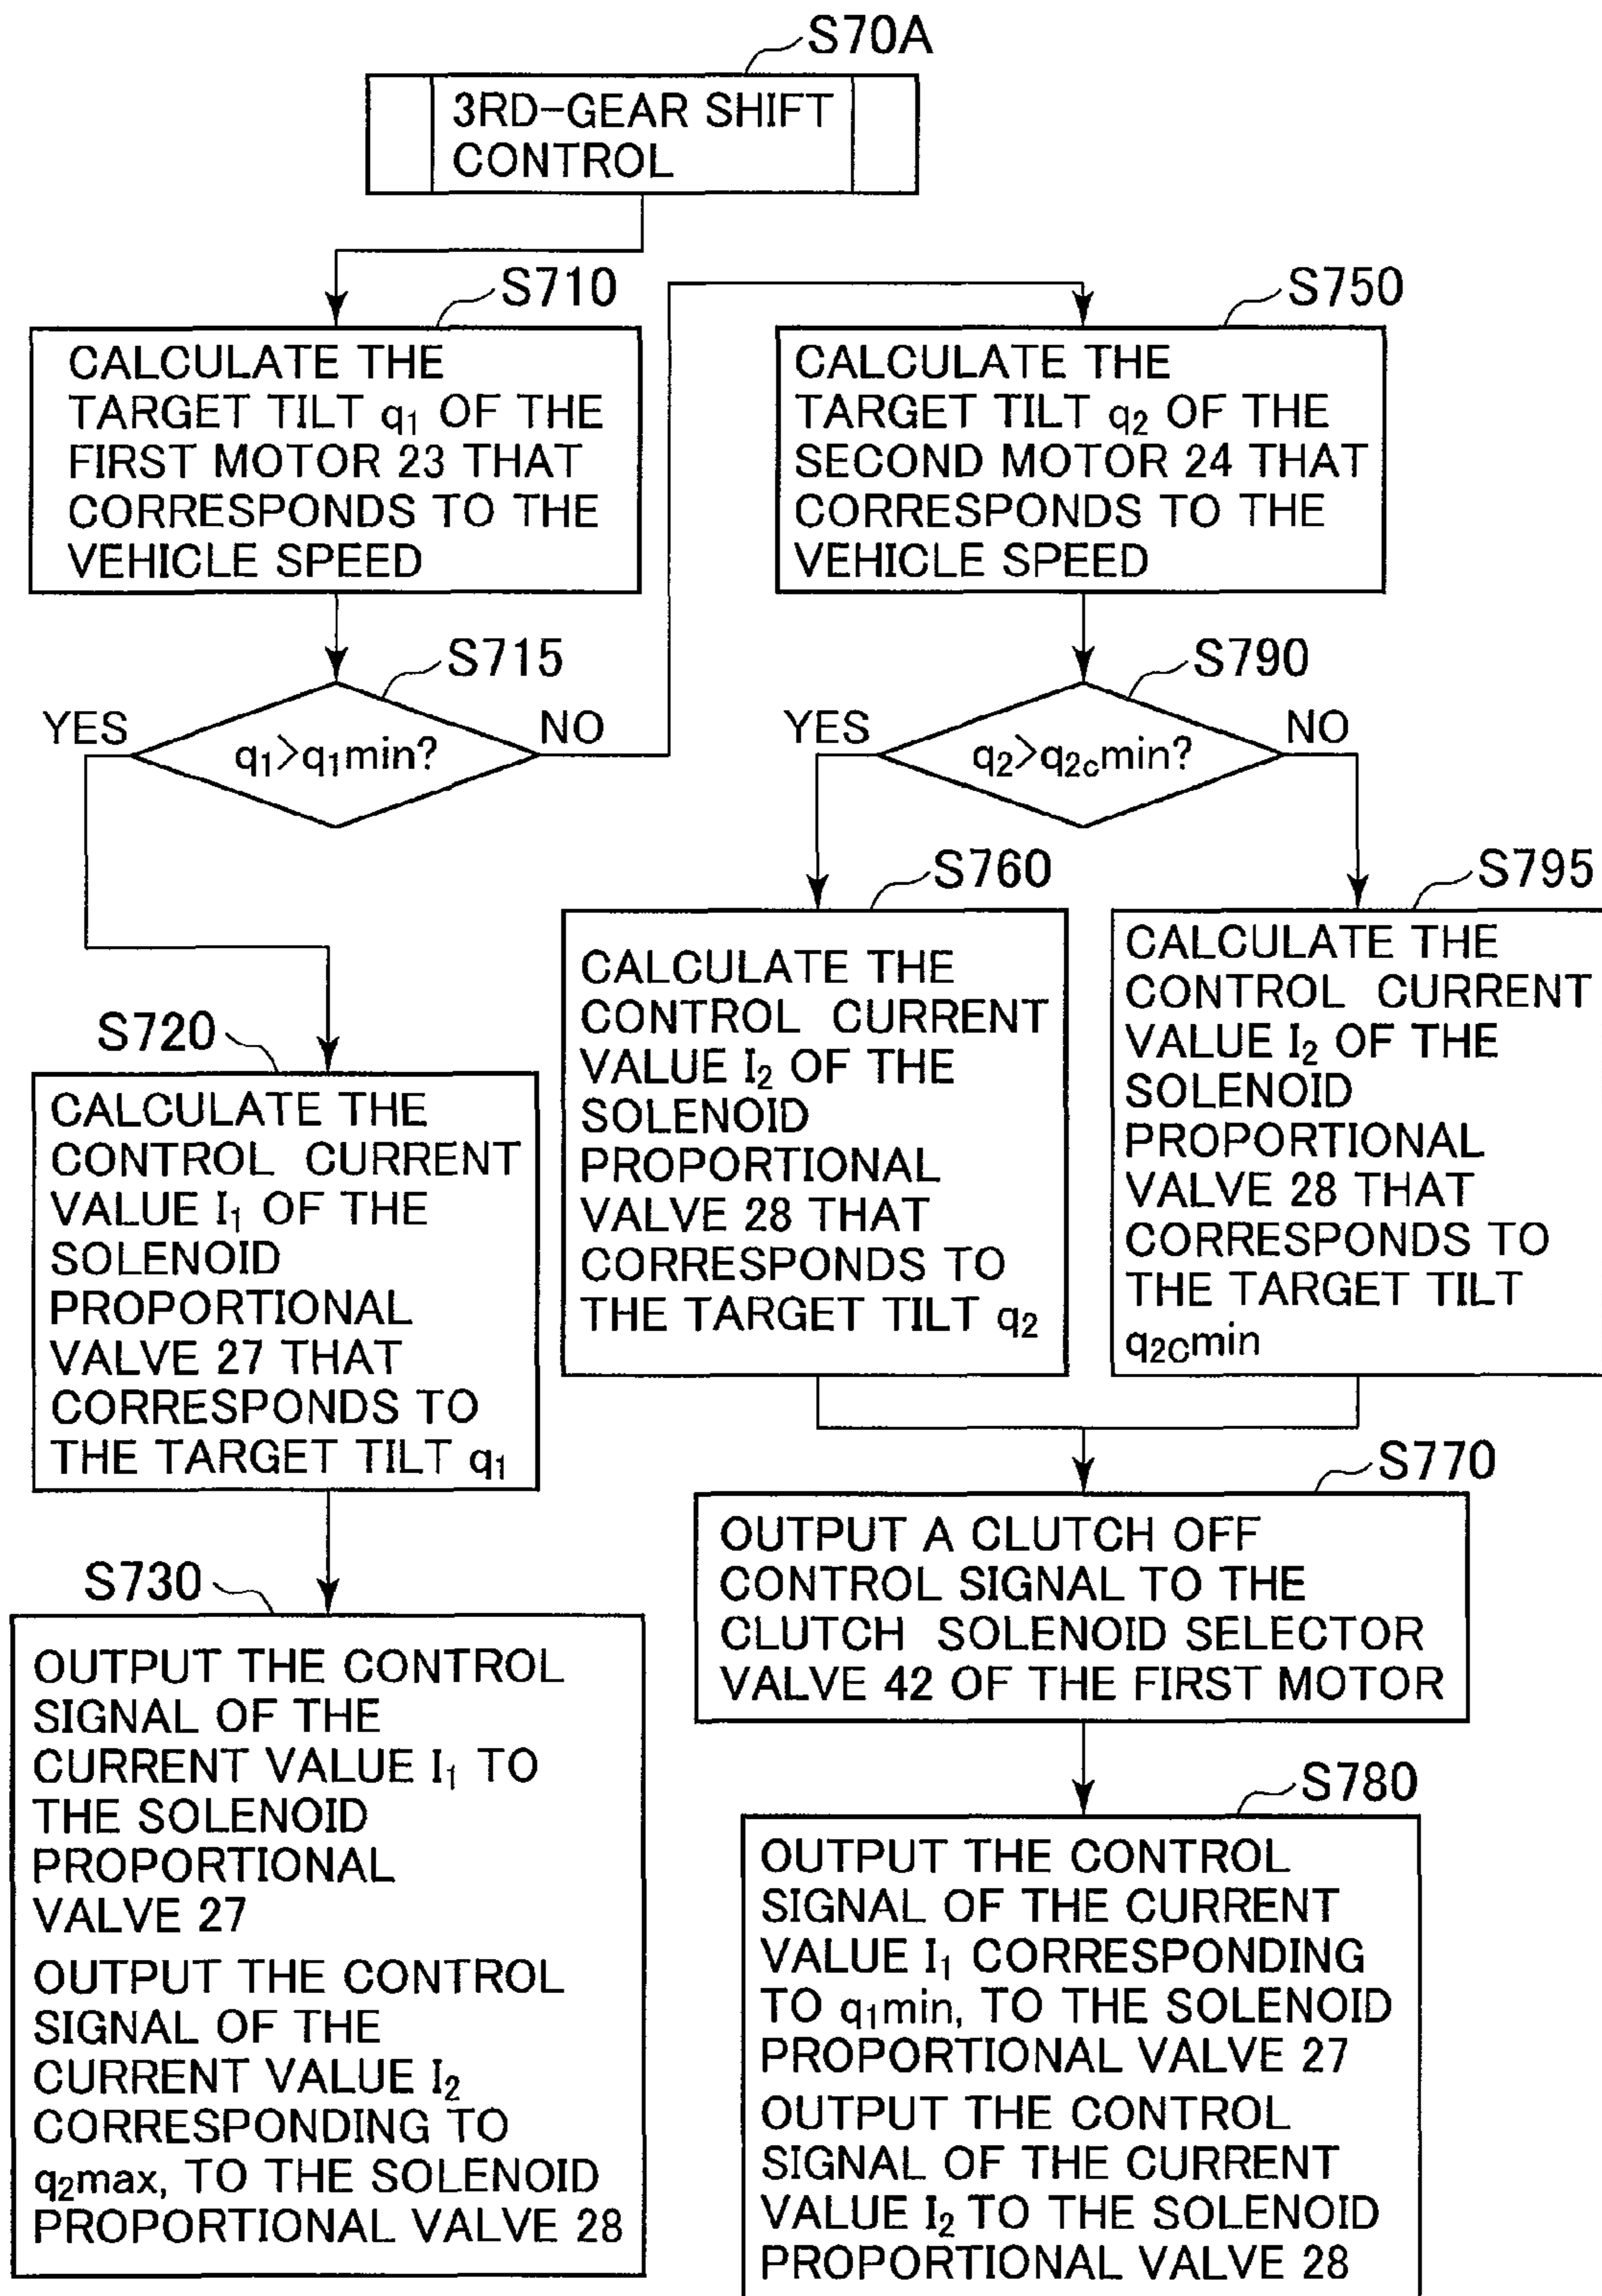 S70A
3RD-GEAR SHIFT
CONTROL
S710
CALCULATE THE
TARGET TILT q₁ OF THE
FIRST MOTOR 23 THAT
CORRESPONDS TO THE
VEHICLE SPEED
S715
YES
q₁>q₁min?
NO
S720
CALCULATE THE
CONTROL CURRENT
VALUE I₁ OF THE
SOLENOID
PROPORTIONAL
VALVE 27 THAT
CORRESPONDS TO
THE TARGET TILT q₁
S730
OUTPUT THE CONTROL
SIGNAL OF THE
CURRENT VALUE I₁ TO
THE SOLENOID
PROPORTIONAL
VALVE 27
OUTPUT THE CONTROL
SIGNAL OF THE
CURRENT VALUE I₂
CORRESPONDING TO
q₂max, TO THE SOLENOID
PROPORTIONAL VALVE 28
S750
CALCULATE THE
TARGET TILT q₂ OF THE
SECOND MOTOR 24 THAT
CORRESPONDS TO THE
VEHICLE SPEED
S790
YES
q₂>q₂cmin?
NO
S760
CALCULATE THE
CONTROL CURRENT
VALUE I₂ OF THE
SOLENOID
PROPORTIONAL
VALVE 28 THAT
CORRESPONDS TO
THE TARGET TILT q₂
S795
CALCULATE THE
CONTROL CURRENT
VALUE I₂ OF THE
SOLENOID
PROPORTIONAL
VALVE 28 THAT
CORRESPONDS TO
THE TARGET TILT
q₂Cmin
S770
OUTPUT A CLUTCH OFF
CONTROL SIGNAL TO THE
CLUTCH SOLENOID SELECTOR
VALVE 42 OF THE FIRST MOTOR
S780
OUTPUT THE CONTROL
SIGNAL OF THE CURRENT
VALUE I₁ CORRESPONDING
TO q₁min, TO THE SOLENOID
PROPORTIONAL VALVE 27
OUTPUT THE CONTROL
SIGNAL OF THE CURRENT
VALUE I₂ TO THE SOLENOID
PROPORTIONAL VALVE 28